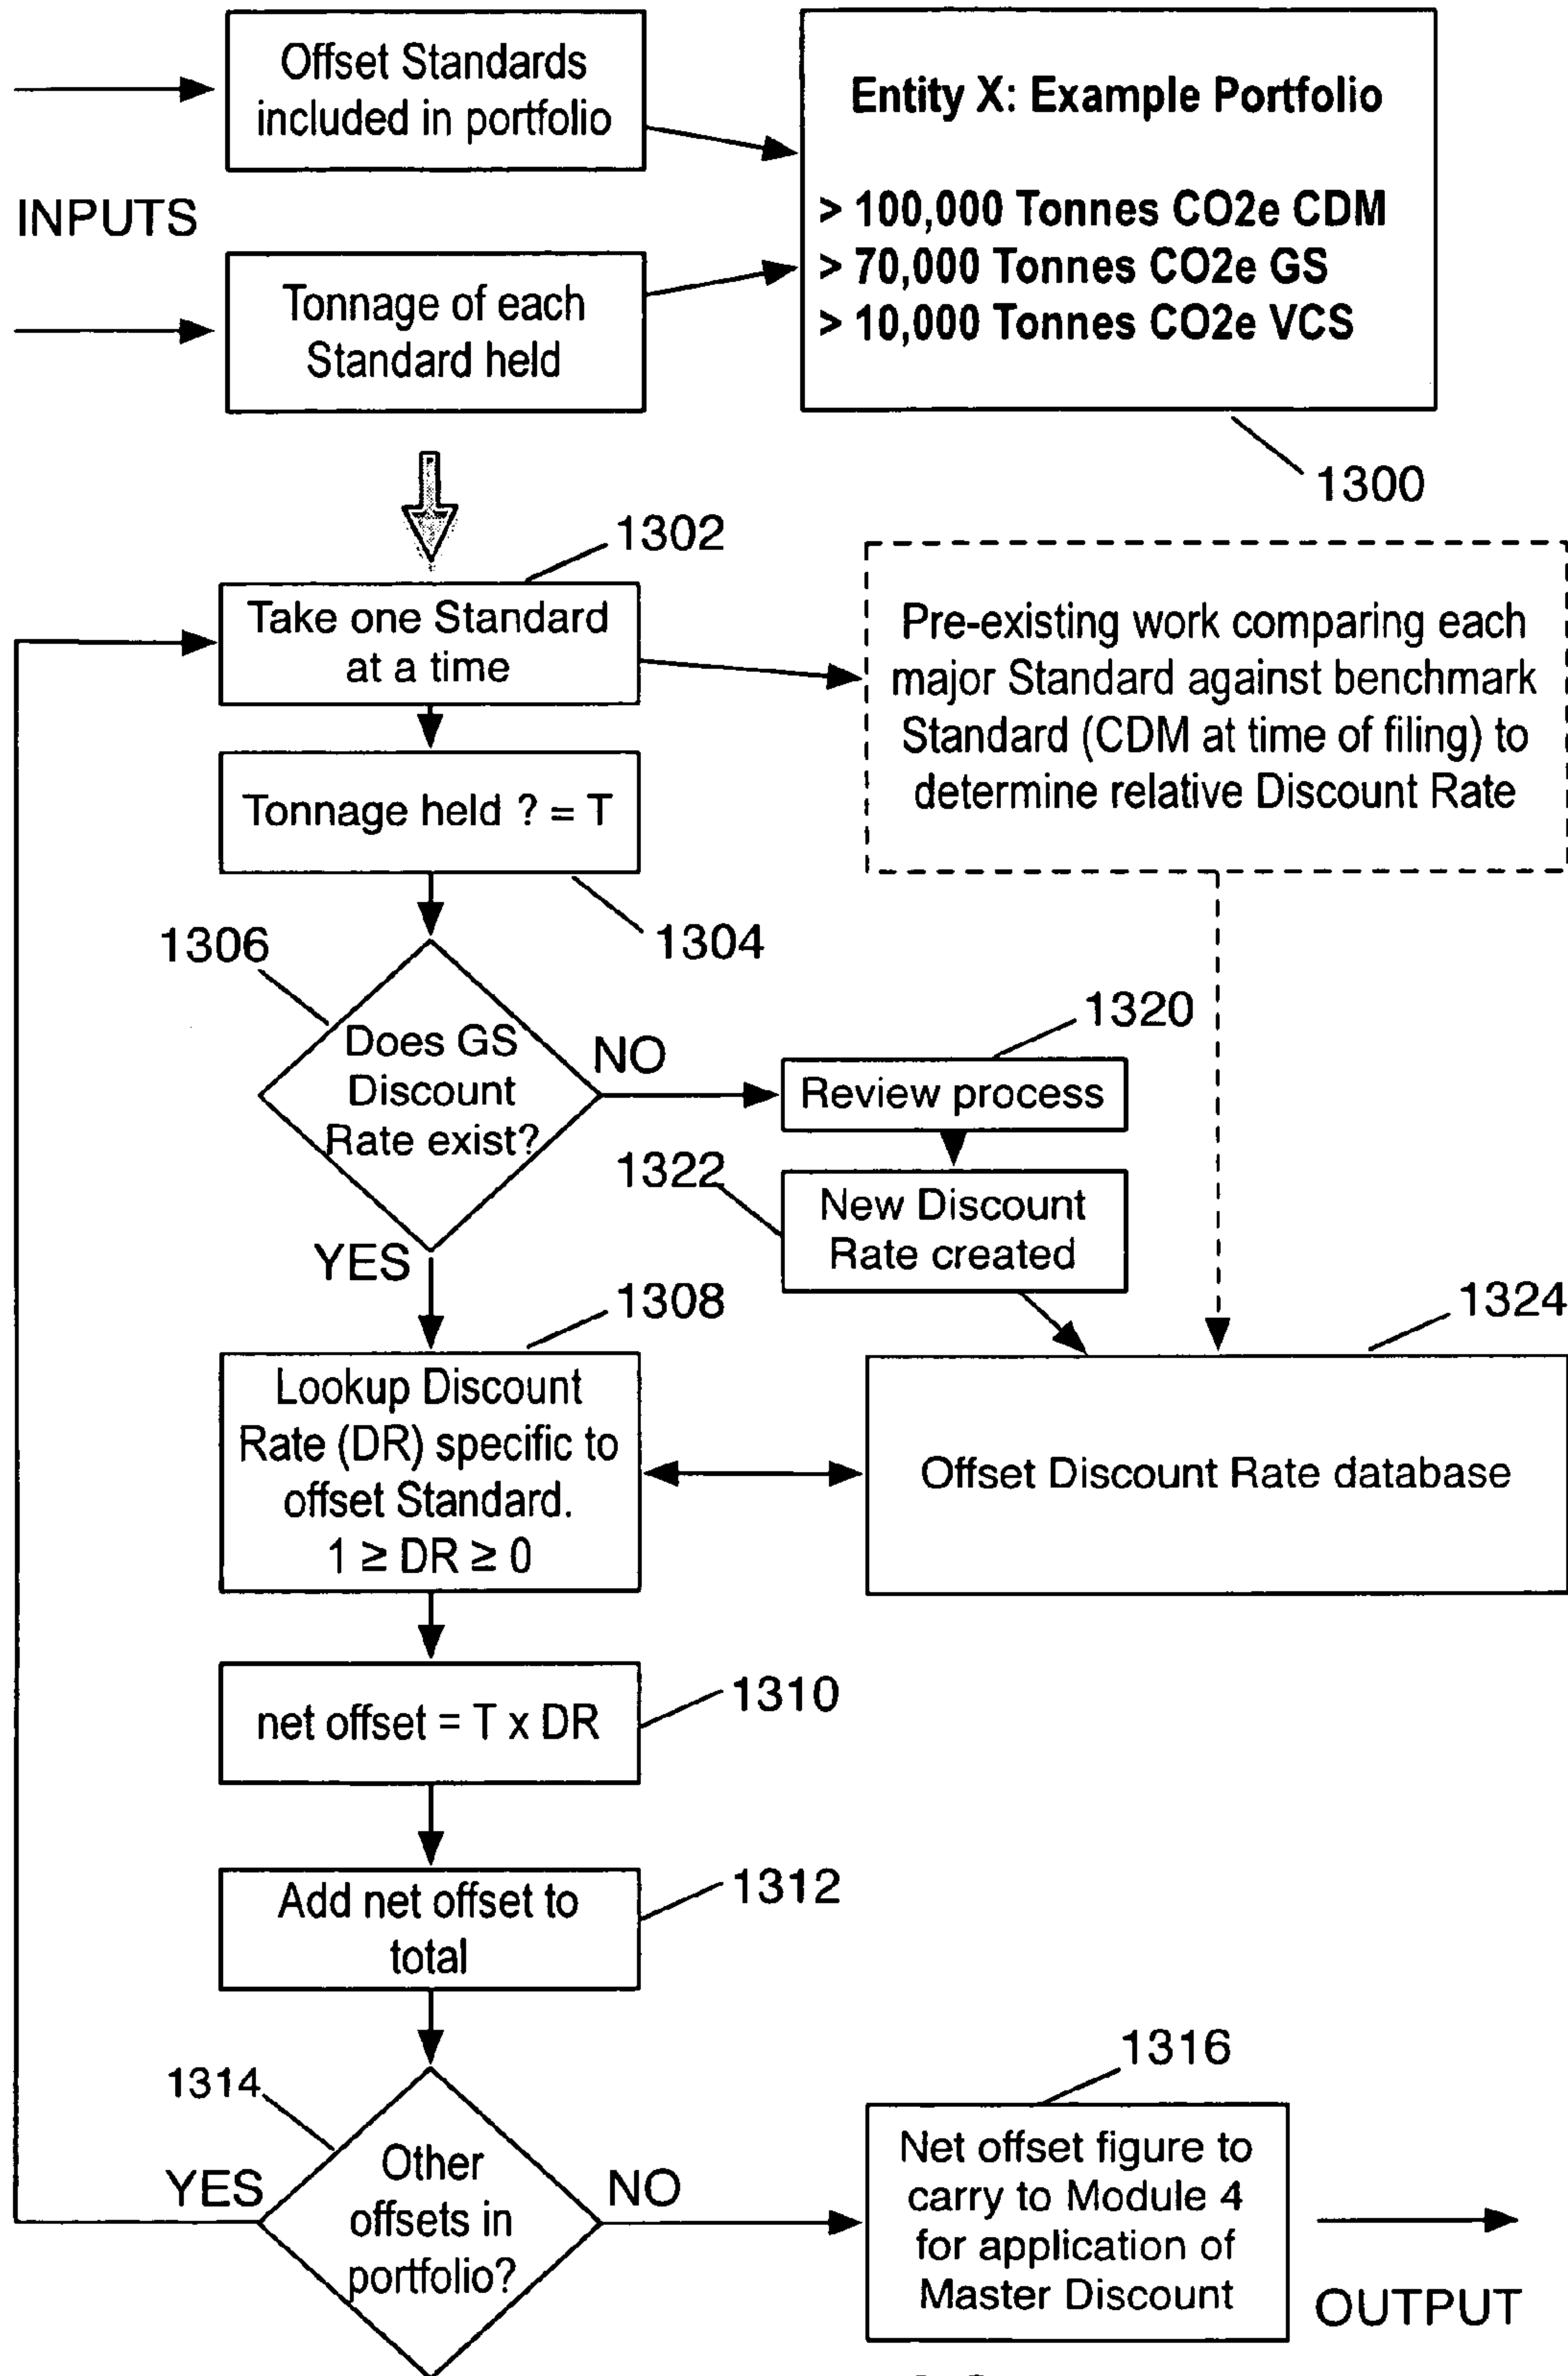 Offset Standards
included in portfolio
Entity X: Example Portfolio
> 100,000 Tonnes CO2e CDM
> 70,000 Tonnes CO2e GS
> 10,000 Tonnes CO2e VCS
INPUTS
Tonnage of each
Standard held
1300
1302
Take one Standard
at a time
Pre-existing work comparing each
major Standard against benchmark
Standard (CDM at time of filing) to
determine relative Discount Rate
Tonnage held ? = T
1304
1306
Does GS
Discount
Rate exist?
NO
YES
1320
Review process
1322
New Discount
Rate created
1308
Lookup Discount
Rate (DR) specific to
offset Standard.
1 ≥ DR ≥ 0
1324
Offset Discount Rate database
net offset = T x DR
1310
Add net offset to
total
1312
1314
Other
offsets in
portfolio?
YES
NO
1316
Net offset figure to
carry to Module 4
for application of
Master Discount
OUTPUT